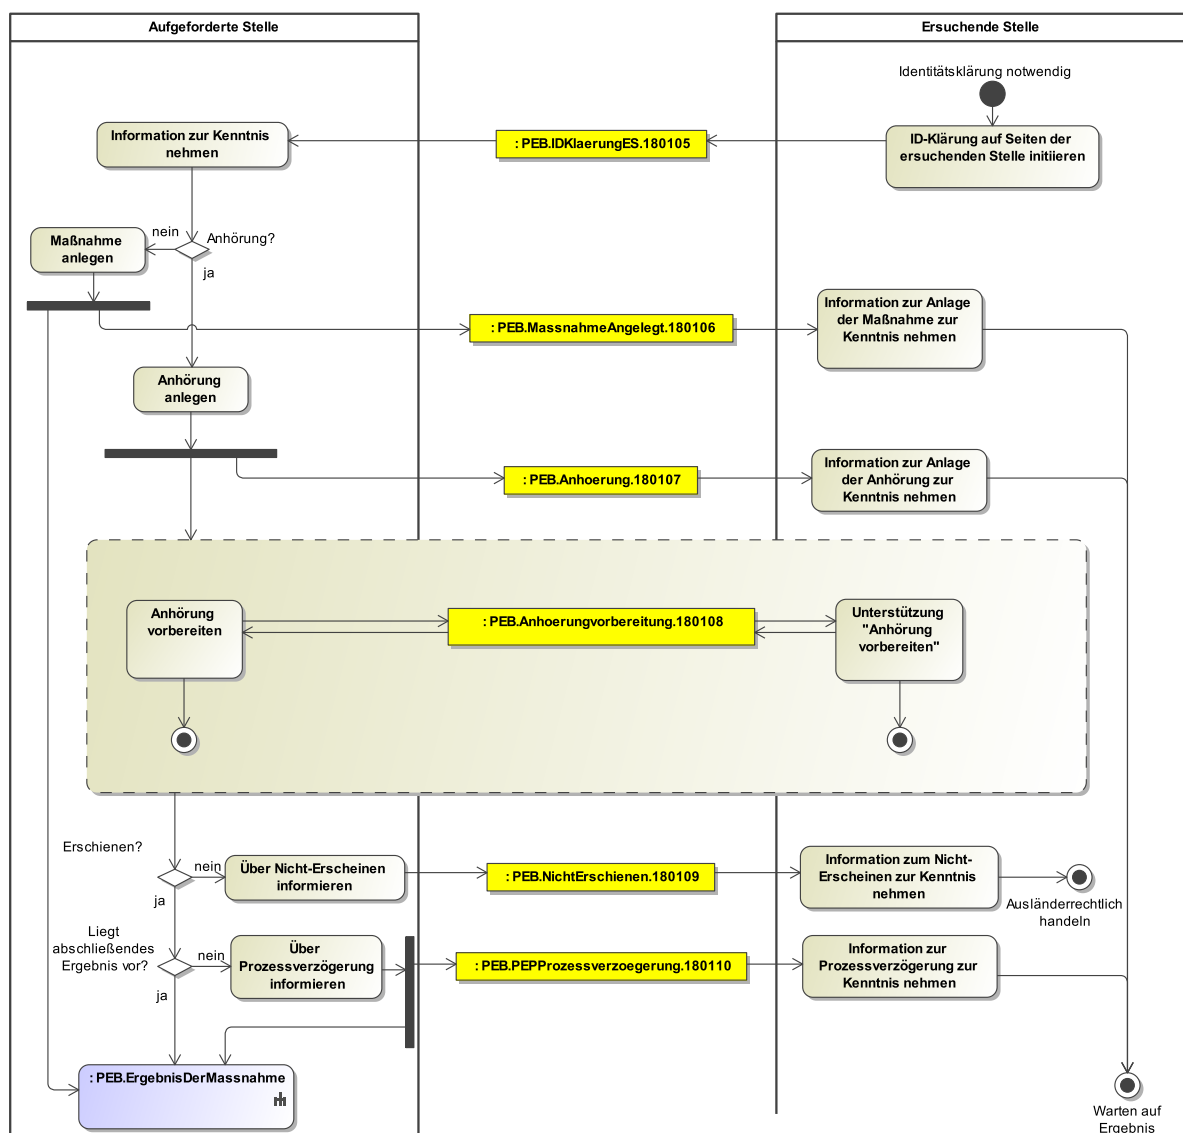 Aufgeforderte Stelle
Ersuchende Stelle
Identitätsklärung notwendig
Information zur Kenntnis
nehmen
: PEB.IDKlaerungES.180105
ID-Klärung auf Seiten der
ersuchenden Stelle initiieren
nein
Anhörung?
Maßnahme
anlegen
ja
: PEB.MassnahmeAngelegt.180106
Information zur Anlage
der Maßnahme zur
Kenntnis nehmen
Anhörung
anlegen
: PEB.Anhoerung.180107
Information zur Anlage
der Anhörung zur
Kenntnis nehmen
Anhörung
vorbereiten
: PEB.Anhoerungvorbereitung.180108
Unterstützung
"Anhörung
vorbereiten"
Erschienen?
nein
Über Nicht-Erscheinen
informieren
: PEB.NichtErschienen.180109
Information zum Nicht-
Erscheinen zur Kenntnis
nehmen
Ausländerrechtlich
handeln
ja
Liegt
abschließendes
Ergebnis vor?
nein
Über
Prozessverzögerung
informieren
: PEB.PEPProzessverzoegerung.180110
Information zur
Prozessverzögerung zur
Kenntnis nehmen
ja
: PEB.ErgebnisDerMassnahme
Warten auf
Ergebnis